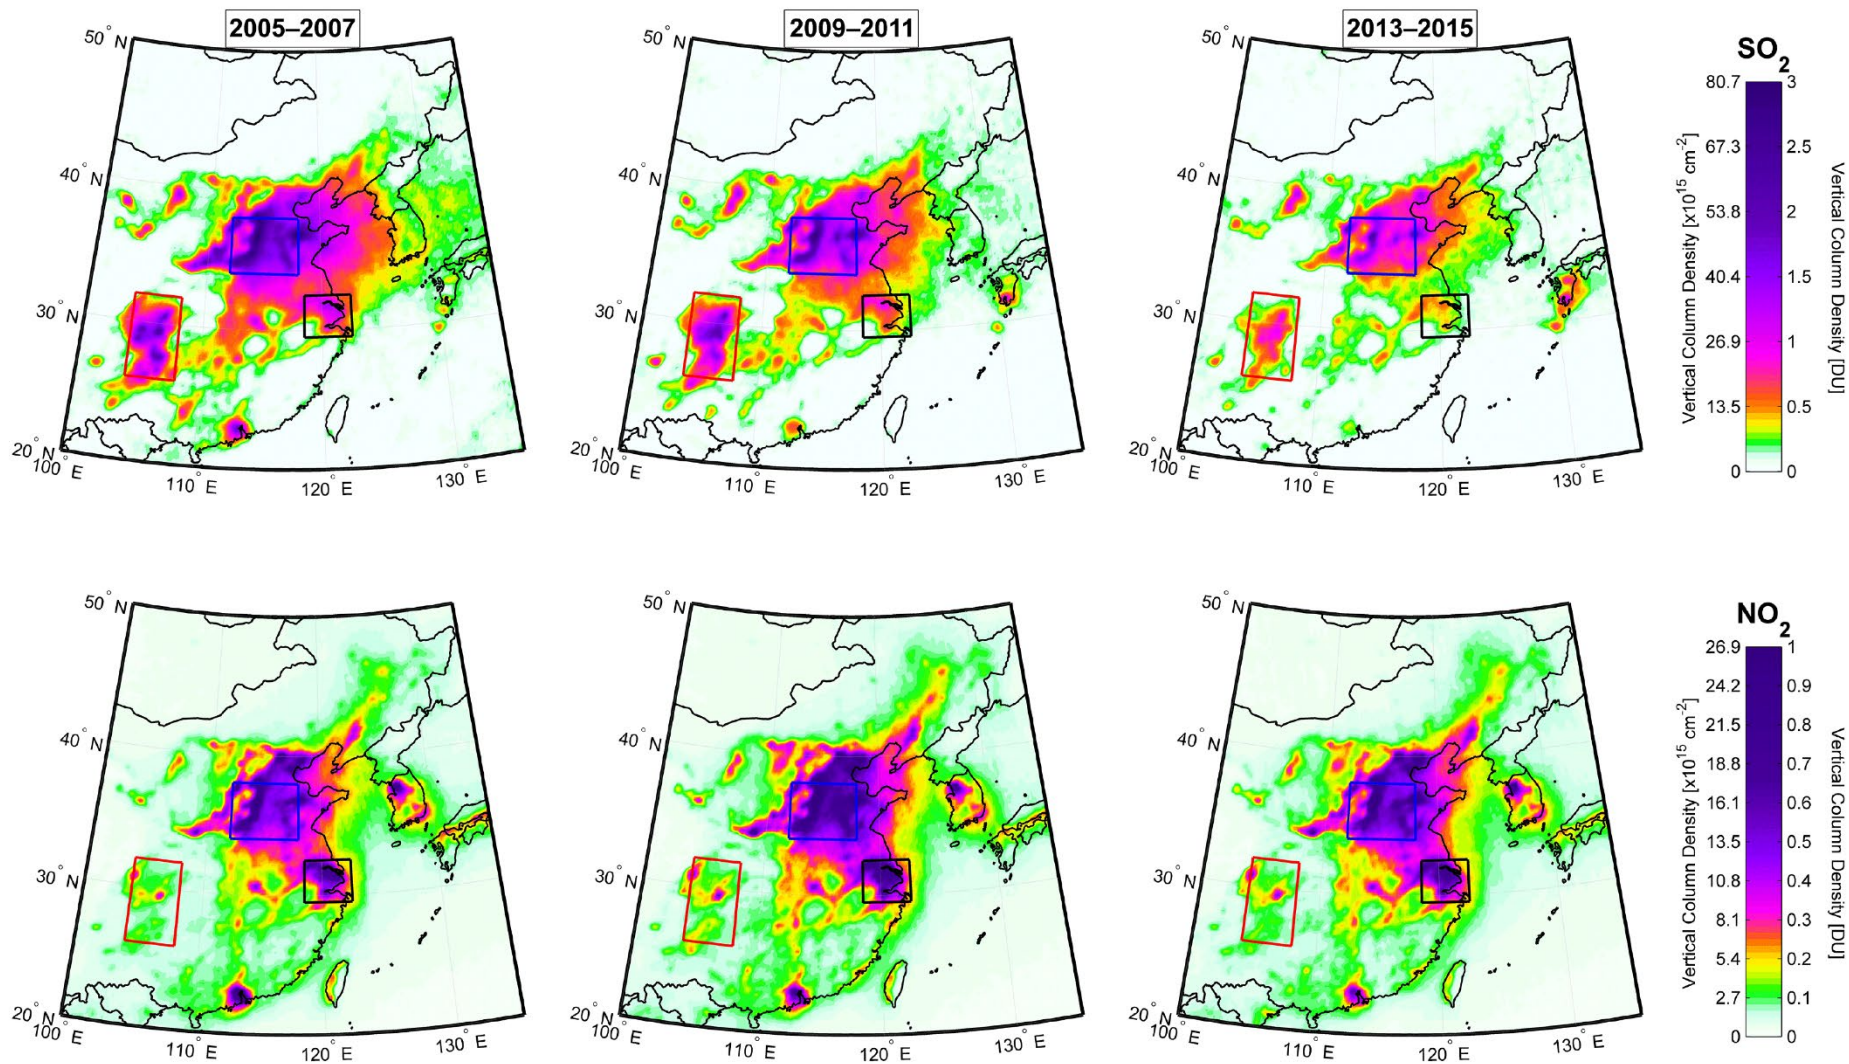 2005–2007
2009–2011
2013–2015
50° N
40° N
30° N
20° N
100° E
110° E
120° E
130° E
50° N
40° N
30° N
20° N
100° E
110° E
120° E
130° E
50° N
40° N
30° N
20° N
100° E
110° E
120° E
130° E
SO2
80.7
67.3
53.8
40.4
26.9
13.5
0
3
2.5
2
1.5
1
0.5
0
Vertical Column Density [x10^15 cm^-2]
Vertical Column Density [DU]
50° N
40° N
30° N
20° N
100° E
110° E
120° E
130° E
50° N
40° N
30° N
20° N
100° E
110° E
120° E
130° E
50° N
40° N
30° N
20° N
100° E
110° E
120° E
130° E
NO2
26.9
24.2
21.5
18.8
16.1
13.5
10.8
8.1
5.4
2.7
0
1
0.9
0.8
0.7
0.6
0.5
0.4
0.3
0.2
0.1
0
Vertical Column Density [x10^15 cm^-2]
Vertical Column Density [DU]